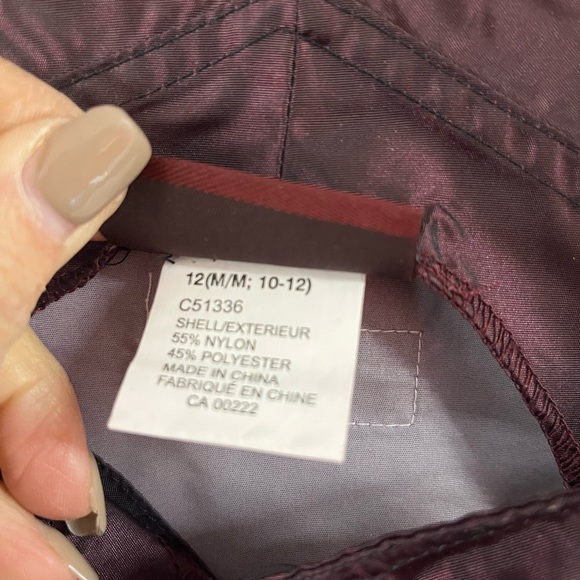 12(M/M; 10-12)
C51336
SHELL/EXTERIEUR
55% NYLON
45% POLYESTER
MADE IN CHINA
FABRIQUÉ EN CHINE
CA 00222